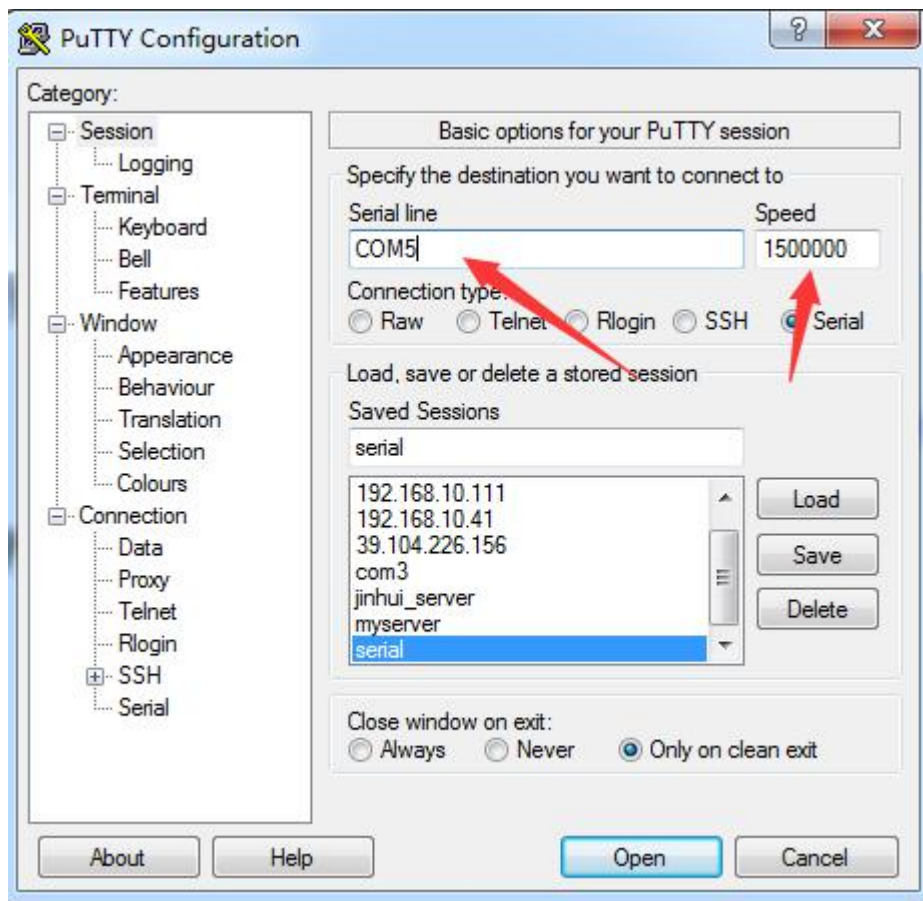 PuTTY Configuration
Category:
Session
Logging
Terminal
Keyboard
Bell
Features
Window
Appearance
Behaviour
Translation
Selection
Colours
Connection
Data
Proxy
Telnet
Rlogin
SSH
Serial
Basic options for your PuTTY session
Specify the destination you want to connect to
Serial line Speed
COM5 1500000
Connection type:
Raw Telnet Rlogin SSH Serial
Load, save or delete a stored session
Saved Sessions
serial
192.168.10.111
192.168.10.41
39.104.226.156
com3
jinhui_server
myserver
serial
Load
Save
Delete
Close window on exit:
Always Never Only on clean exit
About Help Open Cancel